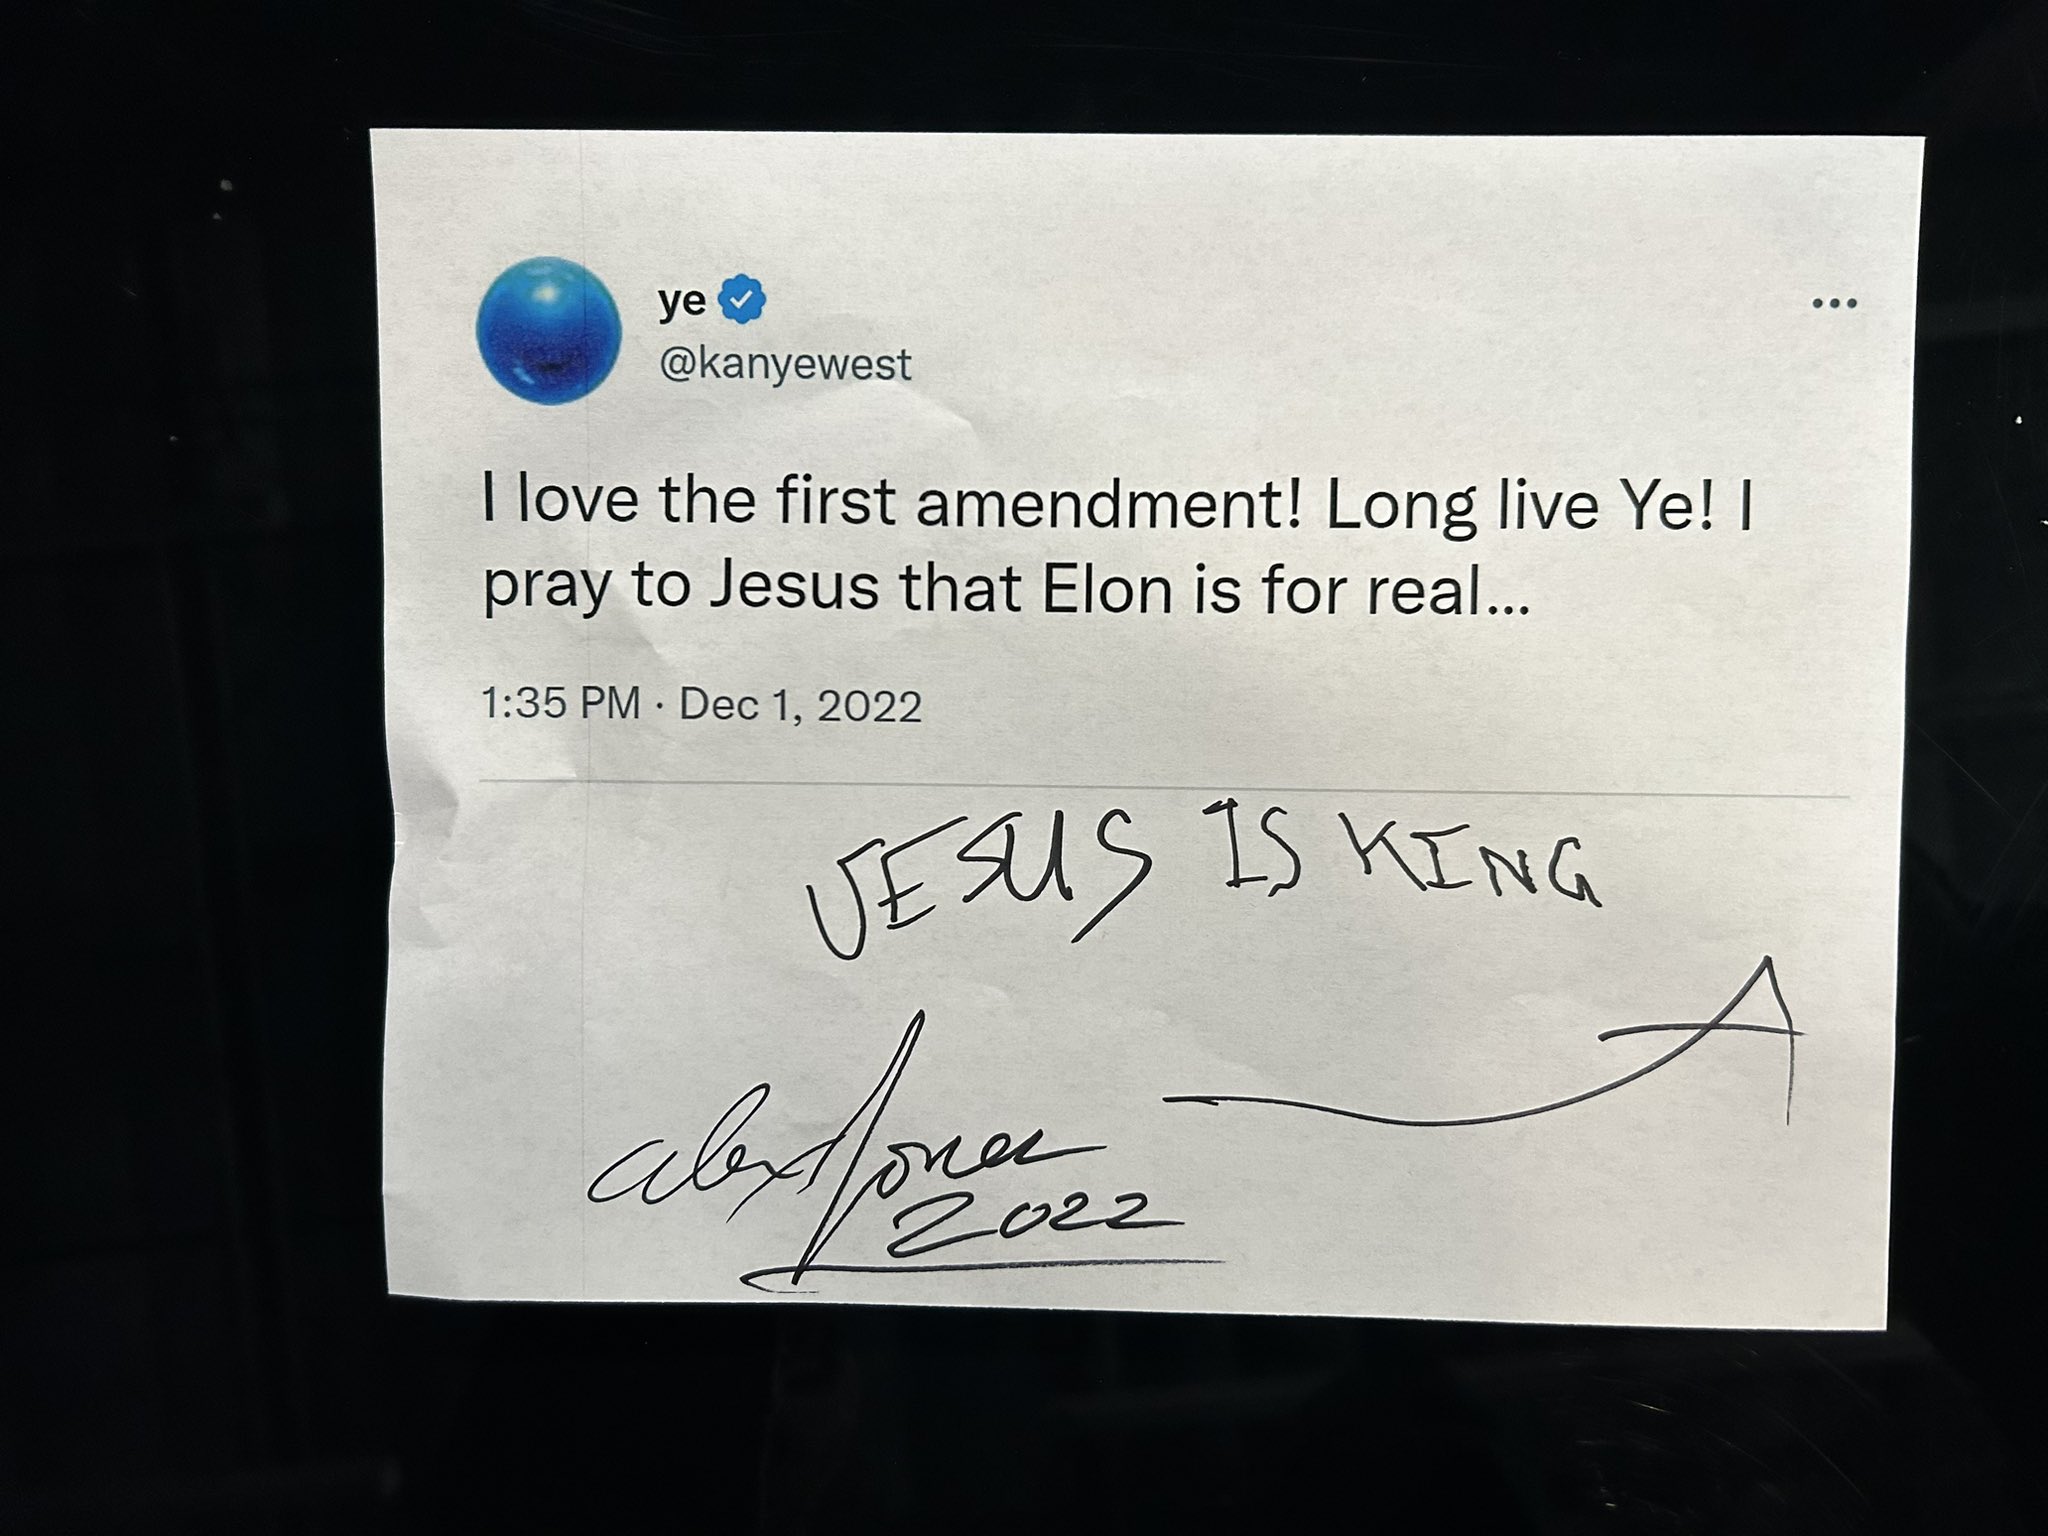 ye
@kanyewest
...
I love the first amendment! Long live Ye! I
pray to Jesus that Elon is for real...
1:35 PM · Dec 1, 2022
JESUS IS KING
alex Jones
2022